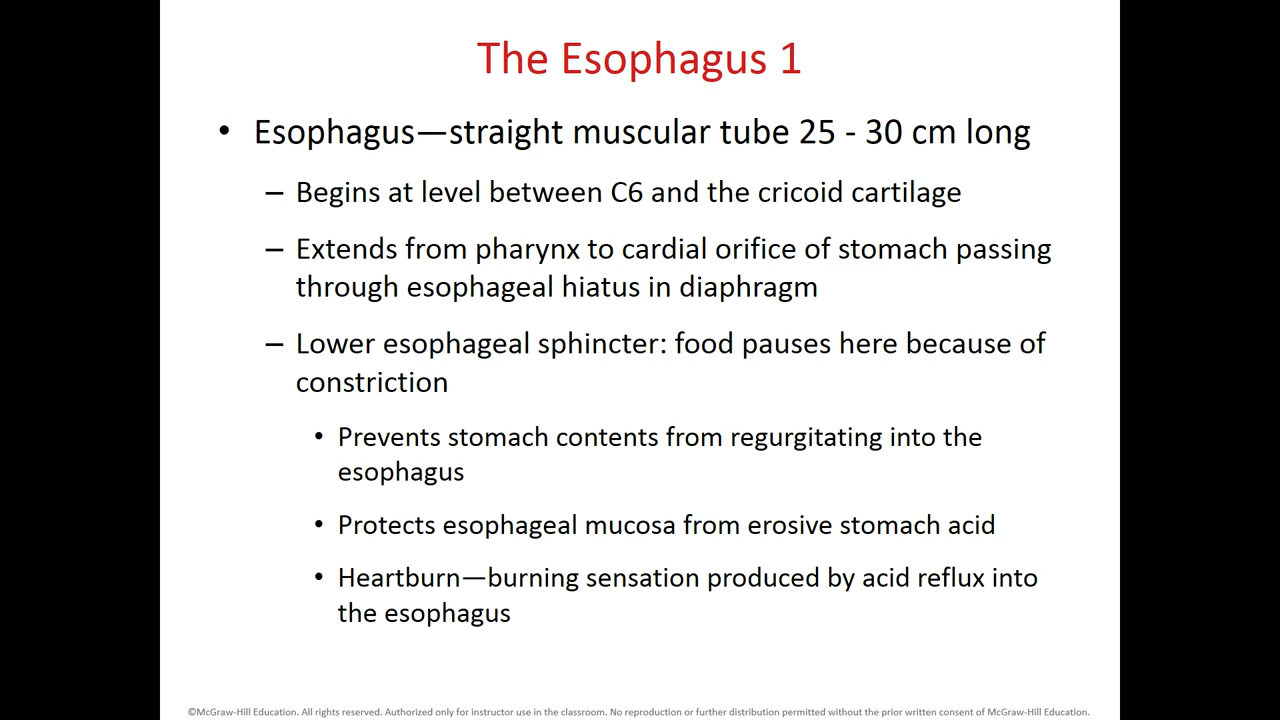 The Esophagus 1
• Esophagus—straight muscular tube 25 - 30 cm long
– Begins at level between C6 and the cricoid cartilage
– Extends from pharynx to cardial orifice of stomach passing
through esophageal hiatus in diaphragm
– Lower esophageal sphincter: food pauses here because of
constriction
• Prevents stomach contents from regurgitating into the
esophagus
• Protects esophageal mucosa from erosive stomach acid
• Heartburn—burning sensation produced by acid reflux into
the esophagus
©McGraw-Hill Education. All rights reserved. Authorized only for instructor use in the classroom. No reproduction or further distribution permitted without the prior written consent of McGraw-Hill Education.